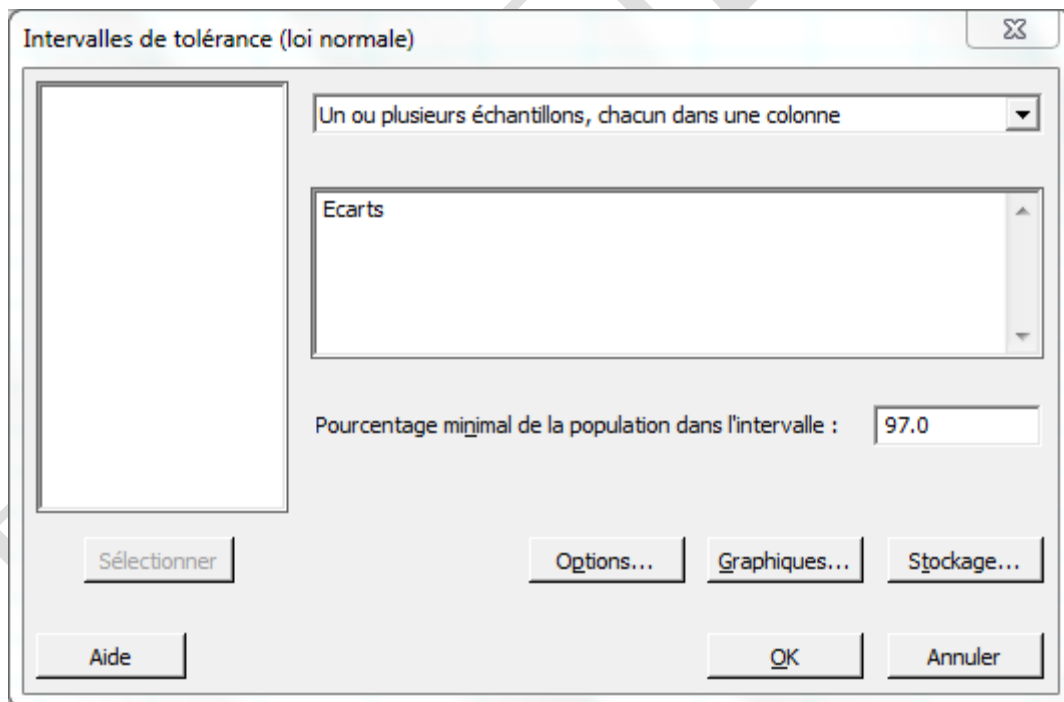 Intervalles de tolérance (loi normale)
Un ou plusieurs échantillons, chacun dans une colonne
Ecarts
Pourcentage minimal de la population dans l'intervalle :
97.0
Sélectionner
Options...
Graphiques...
Stockage...
Aide
OK
Annuler